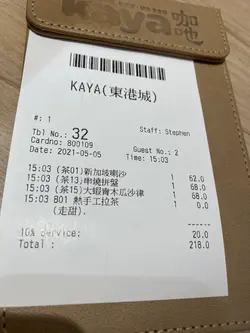 kaya 咖吔
KAYA(東港城)
#: 1
Tbl No.: 32 Staff: Stephen
Cardno: 800109 Guest No.: 2
Date: 2021-05-05 Time: 15:03
15:03 (茶01)新加坡喇沙 1 62.0
15:03 (茶13)串燒拼盤 1 68.0
15:03 (茶15)大蝦青木瓜沙律 1 68.0
15:03 B01 熱手工拉茶 1 0.0
(走甜).
10% Service: 20.0
Total : 218.0